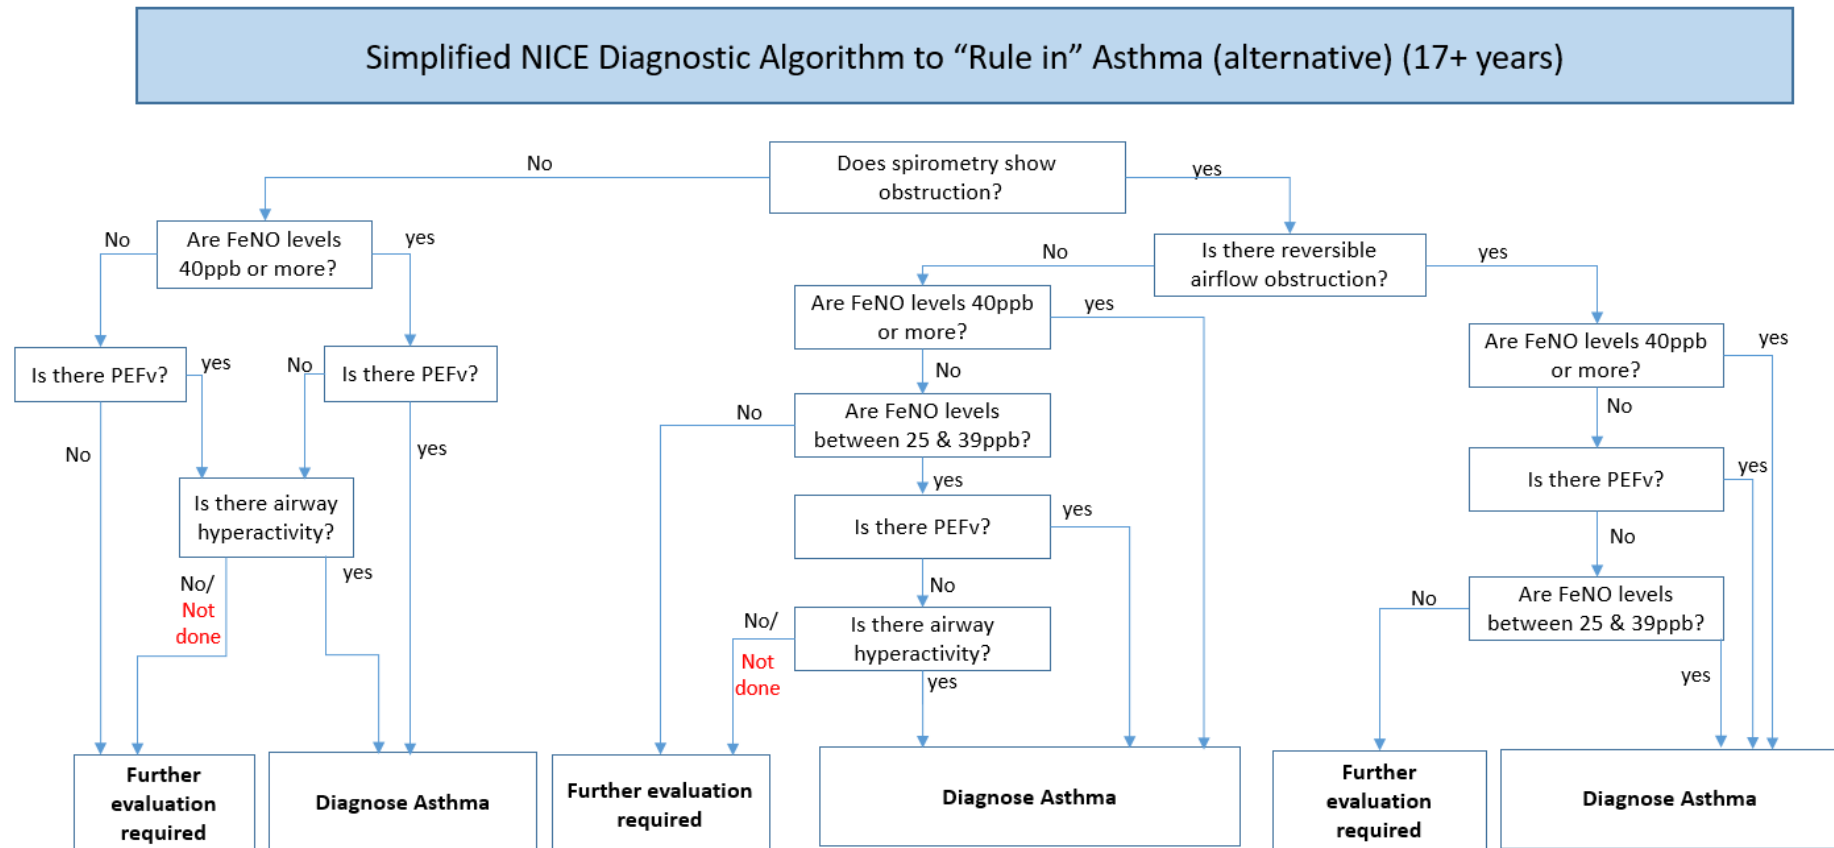 Simplified NICE Diagnostic Algorithm to “Rule in” Asthma (alternative) (17+ years)
Does spirometry show
obstruction?
No
yes
Are FeNO levels
40ppb or more?
No
yes
Is there PEFv?
yes
No
Is there PEFv?
No
yes
Is there airway
hyperactivity?
No/
Not
done
yes
Further
evaluation
required
Diagnose Asthma
Is there reversible
airflow obstruction?
No
yes
Are FeNO levels 40ppb
or more?
yes
No
Are FeNO levels
between 25 & 39ppb?
No
yes
Is there PEFv?
yes
No
Is there airway
hyperactivity?
No/
Not
done
yes
Further evaluation
required
Diagnose Asthma
Are FeNO levels 40ppb
or more?
yes
No
Is there PEFv?
yes
No
Are FeNO levels
between 25 & 39ppb?
No
yes
Further
evaluation
required
Diagnose Asthma